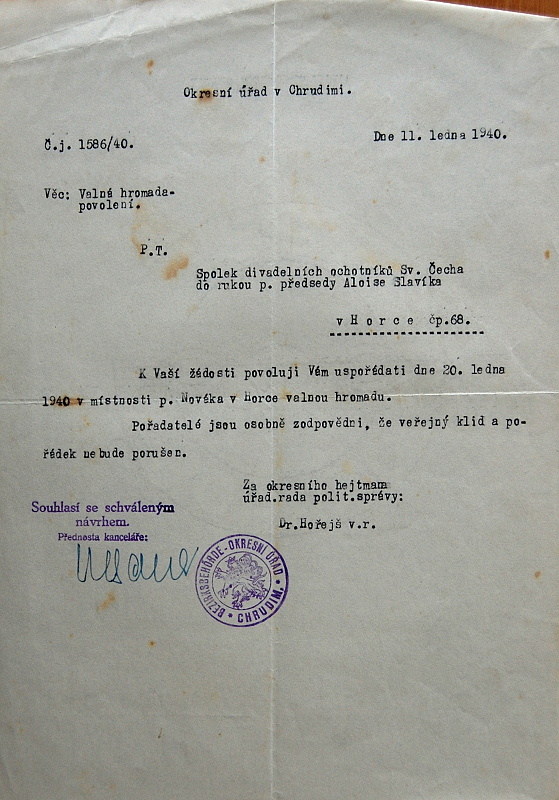 Okresní úřad v Chrudimi.
Č.j. 1586/40.
Dne 11. ledna 1940.
Věc: Valná hromada-
povolení.
P.T.
Spolek divadelních ochotníků Sv. Čecha
do rukou p. předsedy Aloise Slavíka
v H o r c e čp.68.
K Vaší žádosti povoluji Vám uspořádati dne 20. ledna
1940 v místnosti p. Nováka v Horce valnou hromadu.
Pořadatelé jsou osobně zodpovědni, že veřejný klid a po-
řádek nebude porušen.
Za okresního hejtmana
úřad.rada polit.správy:
Dr.Hořejš v.r.
Souhlasí se schváleným
návrhem.
Přednosta kanceláře:
BEZIRKSBEHÖRDE - OKRESNÍ ÚŘAD
CHRUDIM.